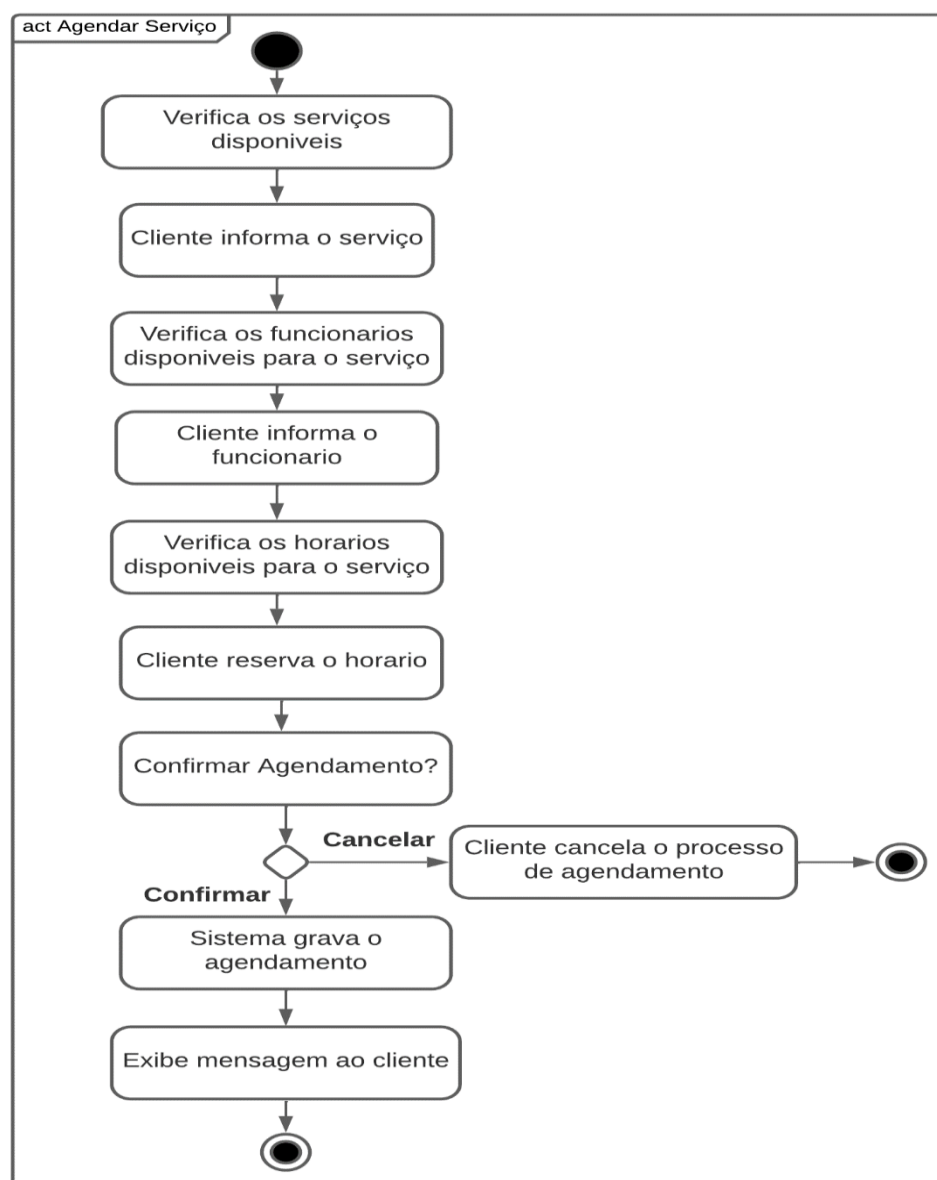 act Agendar Serviço
Verifica os serviços
disponiveis
Cliente informa o serviço
Verifica os funcionarios
disponiveis para o serviço
Cliente informa o
funcionario
Verifica os horarios
disponiveis para o serviço
Cliente reserva o horario
Confirmar Agendamento?
Cancelar
Cliente cancela o processo
de agendamento
Confirmar
Sistema grava o
agendamento
Exibe mensagem ao cliente